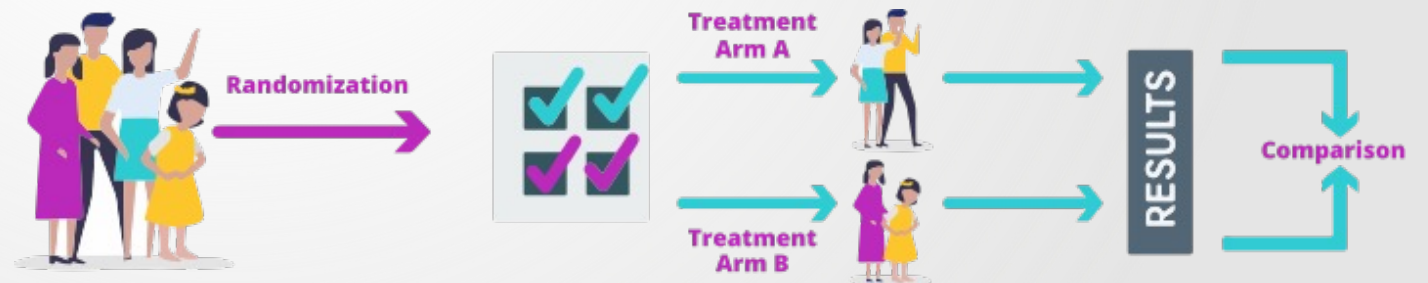 Randomization
Treatment
Arm A
Treatment
Arm B
RESULTS
Comparison